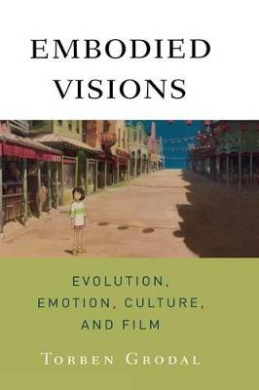 EMBODIED
VISIONS
EVOLUTION,
EMOTION, CULTURE,
AND FILM
TORBEN GRODAL